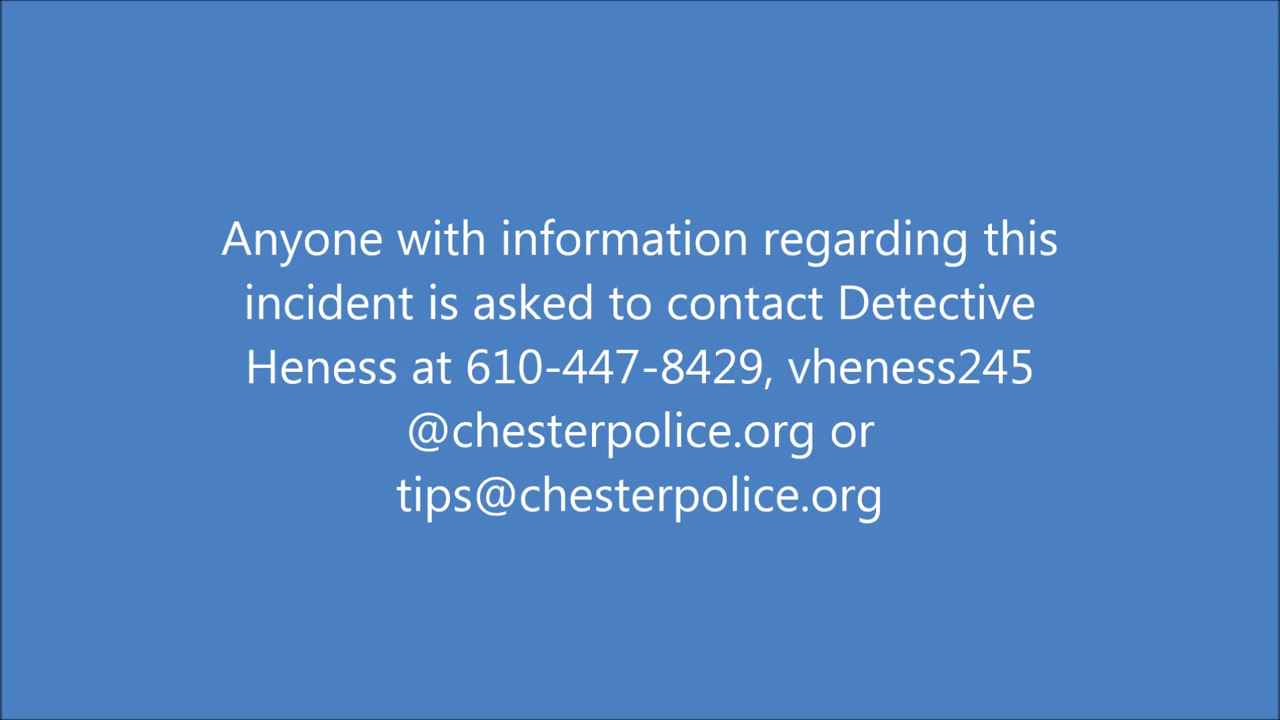 Anyone with information regarding this
incident is asked to contact Detective
Heness at 610-447-8429, vheness245
@chesterpolice.org or
tips@chesterpolice.org